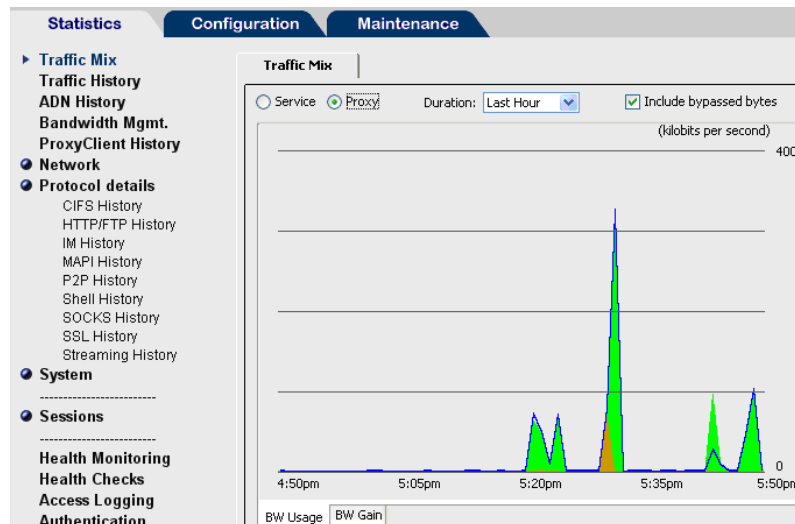 Statistics
Configuration
Maintenance
Traffic Mix
Traffic History
ADN History
Bandwidth Mgmt.
ProxyClient History
Network
Protocol details
CIFS History
HTTP/FTP History
IM History
MAPI History
P2P History
Shell History
SOCKS History
SSL History
Streaming History
System
Sessions
Health Monitoring
Health Checks
Access Logging
Authentication
Traffic Mix
Service Proxy Duration: Last Hour Include bypassed bytes
(kilobits per second)
400
0
4:50pm 5:05pm 5:20pm 5:35pm 5:50pm
BW Usage BW Gain